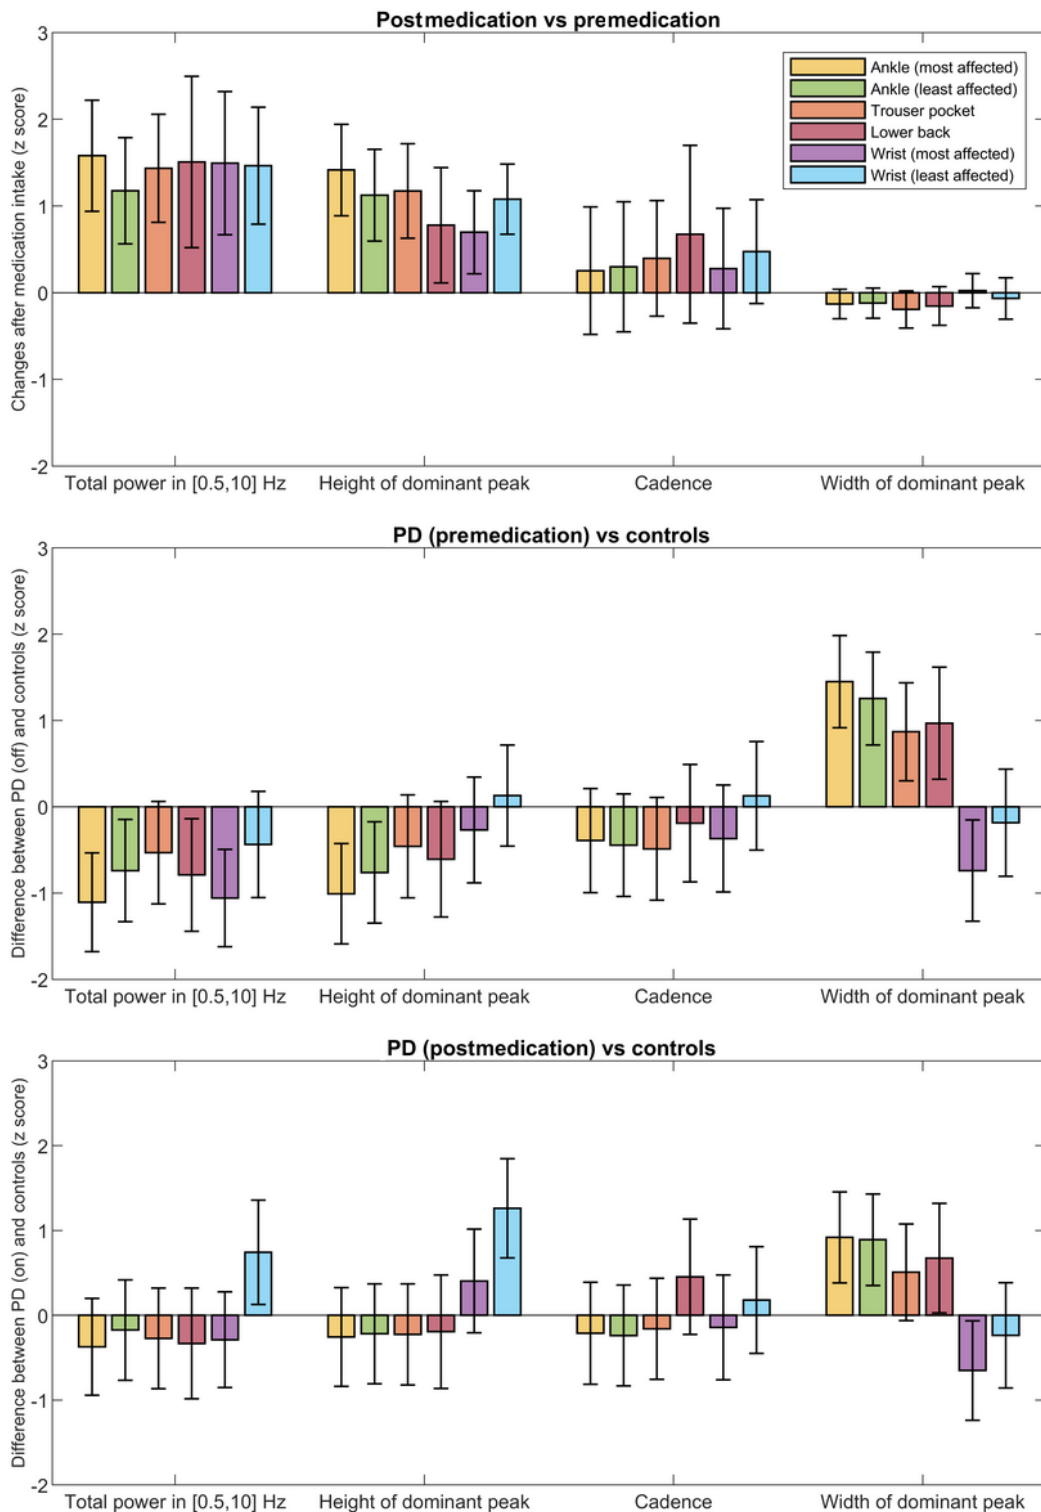 Postmedication vs premedication
3
2
1
0
-1
-2
Changes after medication intake (z score)
Ankle (most affected)
Ankle (least affected)
Trouser pocket
Lower back
Wrist (most affected)
Wrist (least affected)
Total power in [0.5,10] Hz
Height of dominant peak
Cadence
Width of dominant peak
PD (premedication) vs controls
3
2
1
0
-1
-2
Difference between PD (off) and controls (z score)
Total power in [0.5,10] Hz
Height of dominant peak
Cadence
Width of dominant peak
PD (postmedication) vs controls
3
2
1
0
-1
-2
Difference between PD (on) and controls (z score)
Total power in [0.5,10] Hz
Height of dominant peak
Cadence
Width of dominant peak